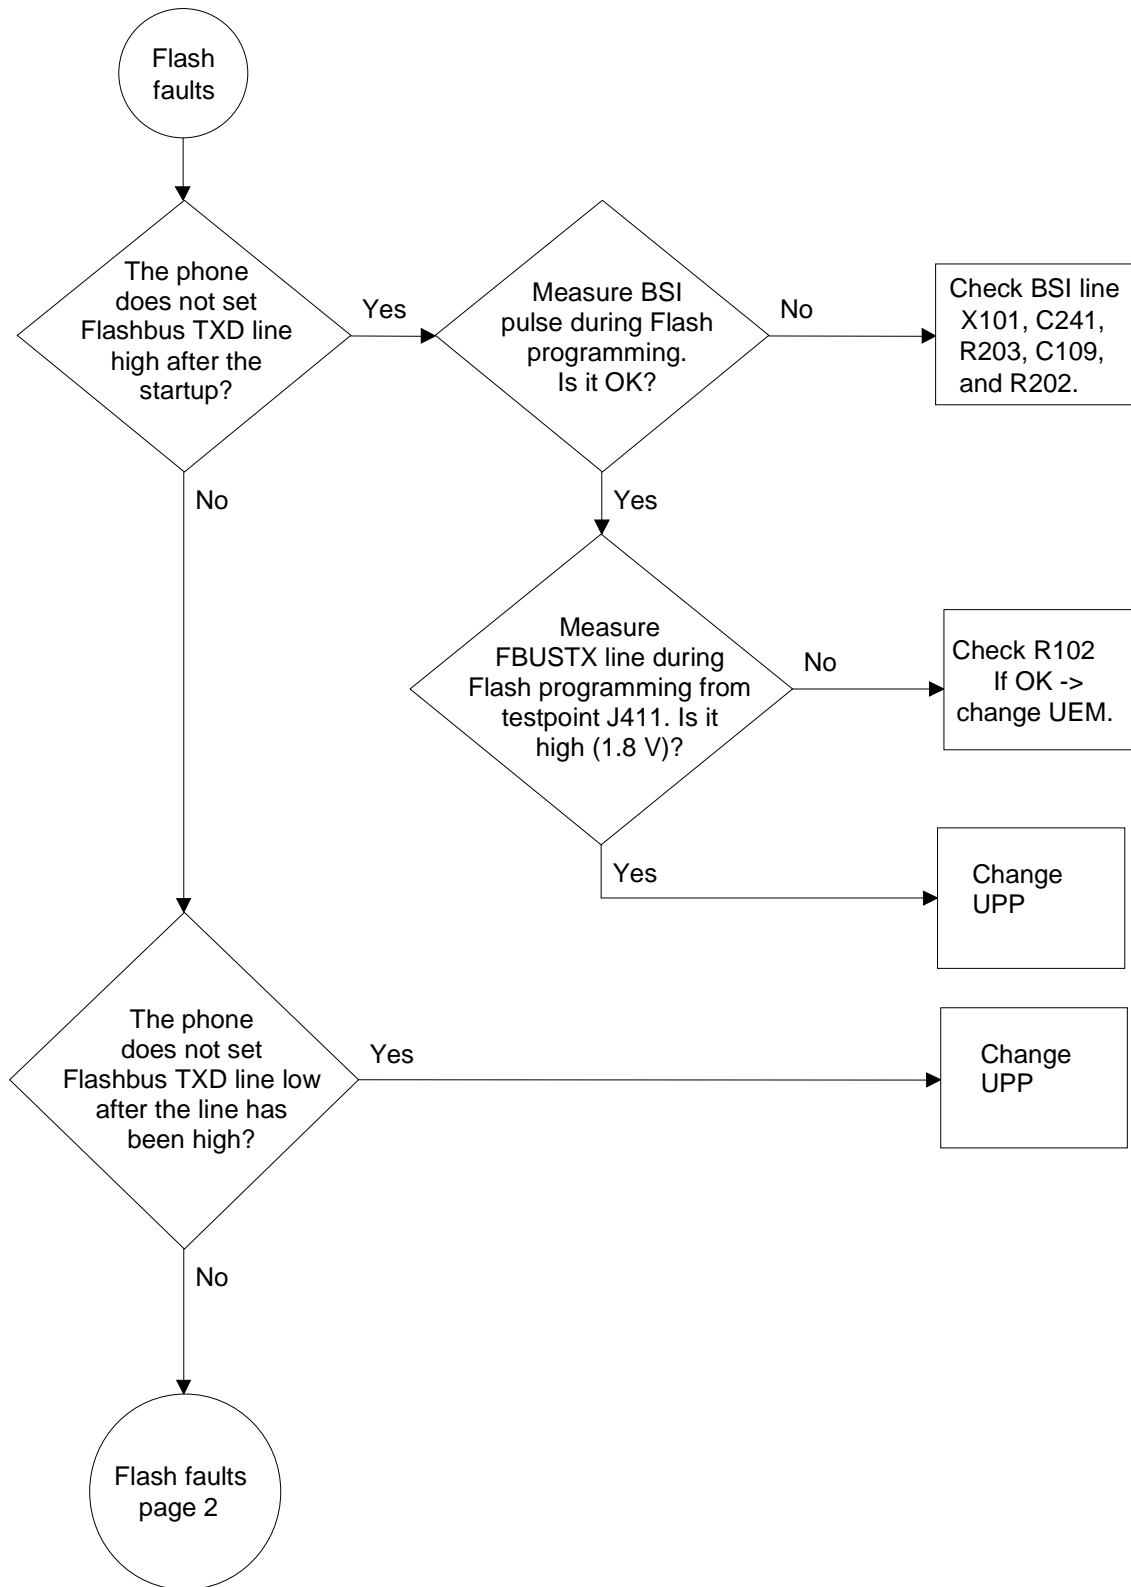 Flash
faults
The phone
does not set
Flashbus TXD line
high after the
startup?
Yes
Measure BSI
pulse during Flash
programming.
Is it OK?
No
Check BSI line
X101, C241,
R203, C109,
and R202.
No
Yes
Measure
FBUSTX line during
Flash programming from
testpoint J411. Is it
high (1.8 V)?
No
Check R102
If OK ->
change UEM.
Yes
Change
UPP
The phone
does not set
Flashbus TXD line low
after the line has
been high?
Yes
Change
UPP
No
Flash faults
page 2